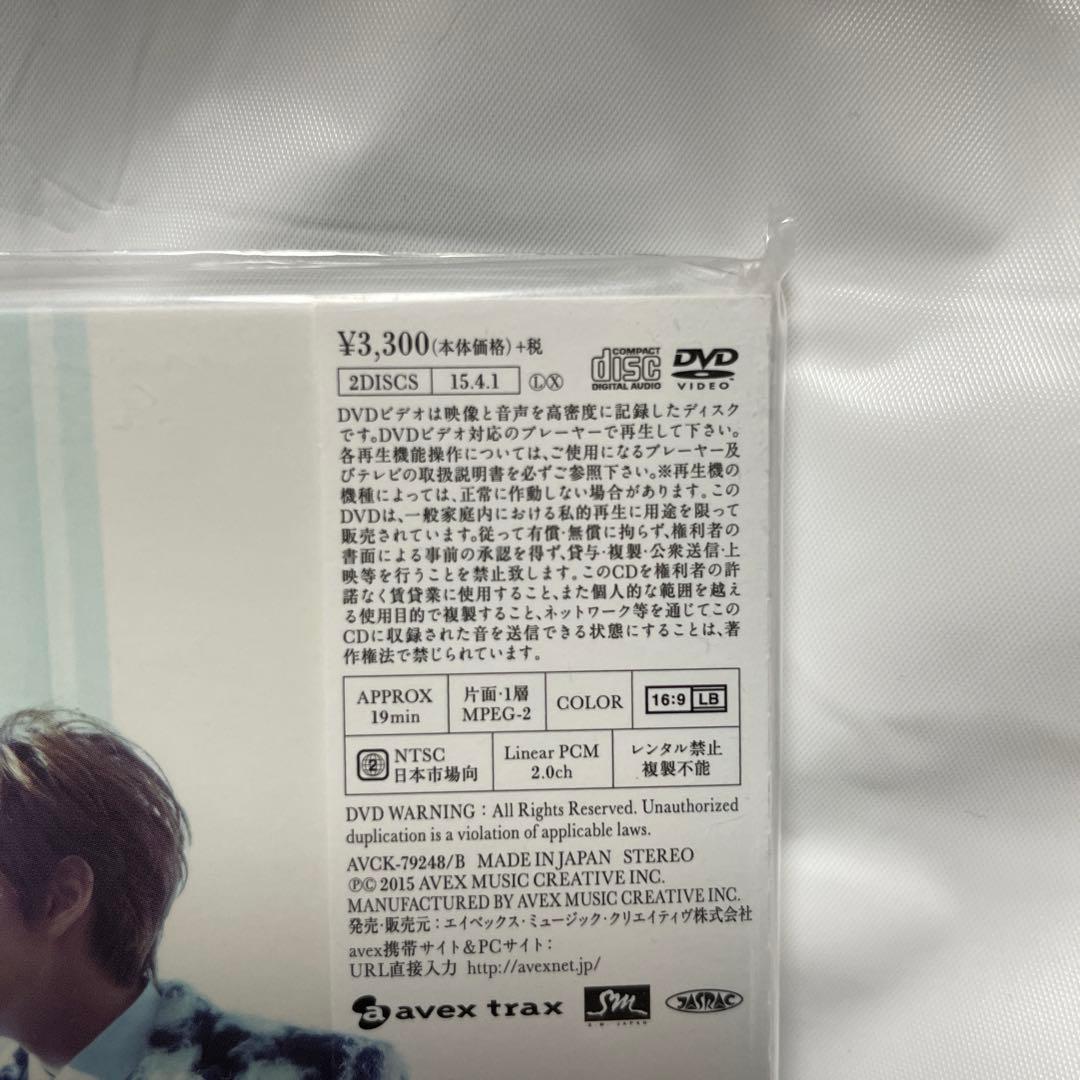 ¥3,300(本体価格)+税
2DISCS 15.4.1 ⓁⓍ
COMPACT
disc
DIGITAL AUDIO
DVD
VIDEO™
DVDビデオは映像と音声を高密度に記録したディスク
です。DVDビデオ対応のプレーヤーで再生して下さい。
各再生機能操作については、ご使用になるプレーヤー及
びテレビの取扱説明書を必ずご参照下さい。※再生機の
機種によっては、正常に作動しない場合があります。この
DVDは、一般家庭内における私的再生に用途を限って
販売されています。従って有償・無償に拘らず、権利者の
書面による事前の承認を得ず、貸与・複製・公衆送信・上
映等を行うことを禁止致します。このCDを権利者の許
諾なく賃貸業に使用すること、また個人的な範囲を越え
る使用目的で複製すること、ネットワーク等を通じてこの
CDに収録された音を送信できる状態にすることは、著
作権法で禁じられています。
APPROX
19min
片面・1層
MPEG-2
COLOR
16:9 LB
2
NTSC
日本市場向
Linear PCM
2.0ch
レンタル禁止
複製不能
DVD WARNING : All Rights Reserved. Unauthorized
duplication is a violation of applicable laws.
AVCK-79248/B MADE IN JAPAN STEREO
℗© 2015 AVEX MUSIC CREATIVE INC.
MANUFACTURED BY AVEX MUSIC CREATIVE INC.
発売・販売元:エイベックス・ミュージック・クリエイティヴ株式会社
avex携帯サイト&PCサイト:
URL直接入力 http://avexnet.jp/
a avex trax
SM
S.M. JAPAN
JASRAC